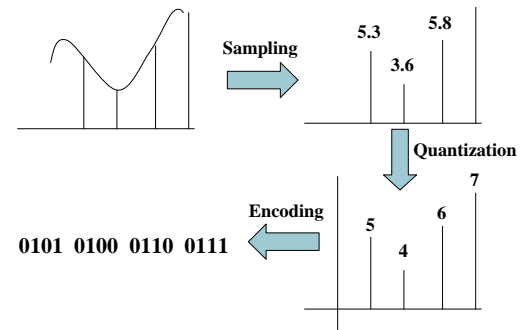 Sampling
5.3
3.6
5.8
Quantization
5
4
6
7
Encoding
0101 0100 0110 0111